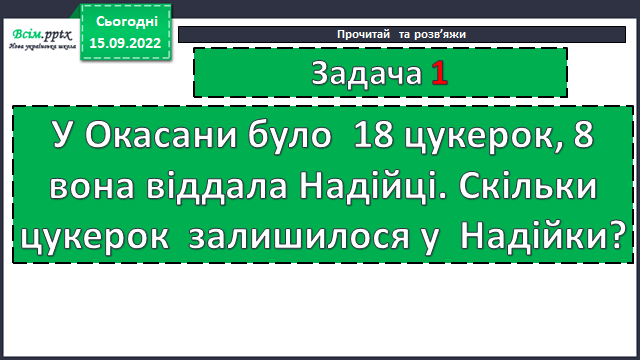 Всім.pptx
Нова українська школа
Сьогодні
15.09.2022
Прочитай та розв’яжи
Задача 1
У Окасани було 18 цукерок, 8
вона віддала Надійці. Скільки
цукерок залишилося у Надійки?